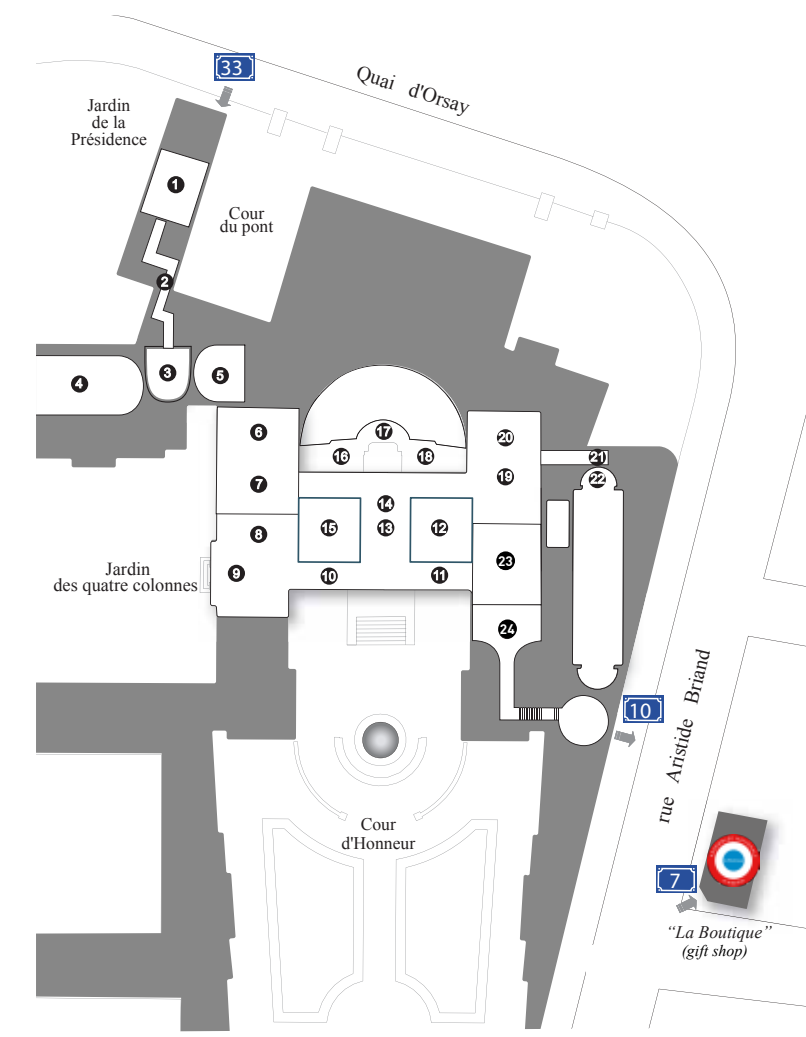 33
Quai d'Orsay
Jardin
de la
Présidence
1
Cour
du pont
2
3
5
4
6
17
20
16
18
21
7
19
22
14
15
13
12
8
23
Jardin
des quatre colonnes
9
10
11
24
10
rue Aristide Briand
Cour
d'Honneur
7
“La Boutique”
(gift shop)